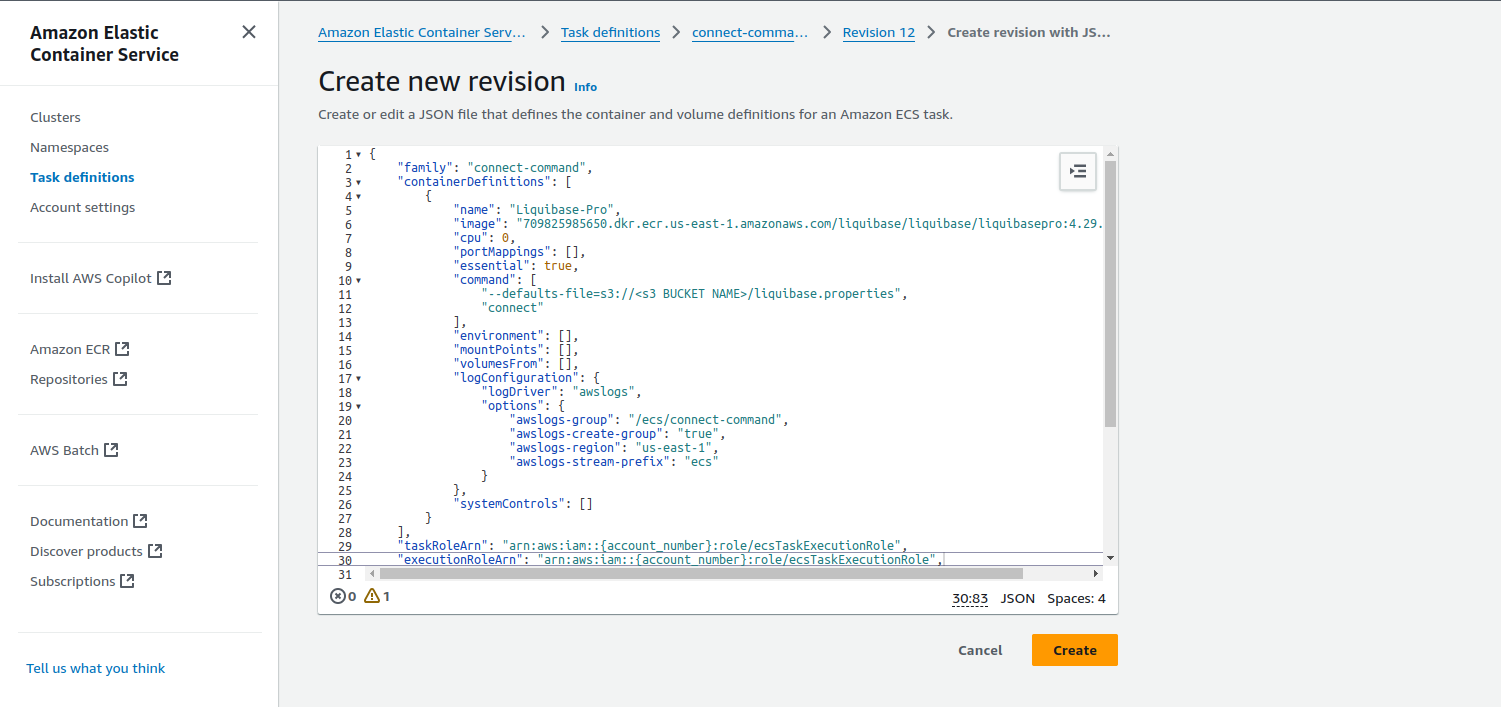 Amazon Elastic
Container Service
Clusters
Namespaces
Task definitions
Account settings
Install AWS Copilot
Amazon ECR
Repositories
AWS Batch
Documentation
Discover products
Subscriptions
Tell us what you think
Amazon Elastic Container Serv... > Task definitions > connect-comma... > Revision 12 > Create revision with JS...
Create new revision Info
Create or edit a JSON file that defines the container and volume definitions for an Amazon ECS task.
1 {
2 "family": "connect-command",
3 "containerDefinitions": [
4 {
5 "name": "Liquibase-Pro",
6 "image": "709825985650.dkr.ecr.us-east-1.amazonaws.com/liquibase/liquibase/liquibasepro:4.29.
7 "cpu": 0,
8 "portMappings": [],
9 "essential": true,
10 "command": [
11 "--defaults-file=s3://<s3 BUCKET NAME>/liquibase.properties",
12 "connect"
13 ],
14 "environment": [],
15 "mountPoints": [],
16 "volumesFrom": [],
17 "logConfiguration": {
18 "logDriver": "awslogs",
19 "options": {
20 "awslogs-group": "/ecs/connect-command",
21 "awslogs-create-group": "true",
22 "awslogs-region": "us-east-1",
23 "awslogs-stream-prefix": "ecs"
24 }
25 },
26 "systemControls": []
27 }
28 ],
29 "taskRoleArn": "arn:aws:iam::{account_number}:role/ecsTaskExecutionRole",
30 "executionRoleArn": "arn:aws:iam::{account_number}:role/ecsTaskExecutionRole",
31
0 1 30:83 JSON Spaces: 4
Cancel Create